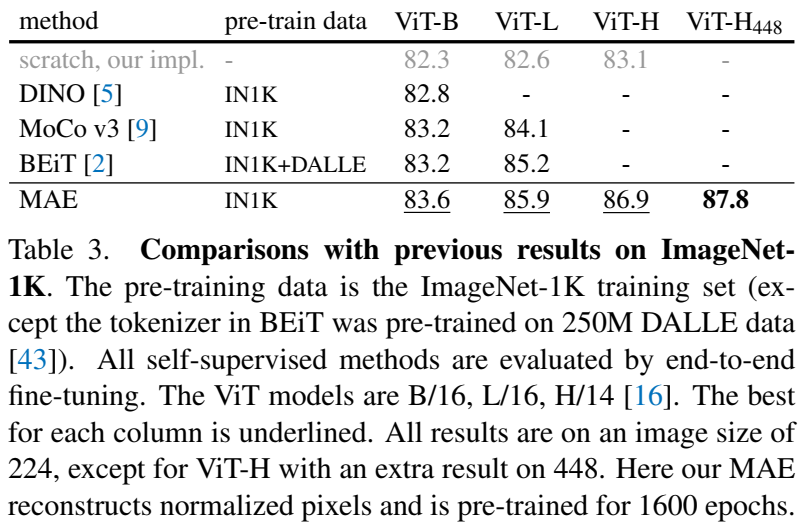 method pre-train data ViT-B ViT-L ViT-H ViT-H448
scratch, our impl. - 82.3 82.6 83.1 -
DINO [5] IN1K 82.8 - - -
MoCo v3 [9] IN1K 83.2 84.1 - -
BEiT [2] IN1K+DALLE 83.2 85.2 - -
MAE IN1K 83.6 85.9 86.9 87.8
Table 3. Comparisons with previous results on ImageNet-
1K. The pre-training data is the ImageNet-1K training set (ex-
cept the tokenizer in BEiT was pre-trained on 250M DALLE data
[43]). All self-supervised methods are evaluated by end-to-end
fine-tuning. The ViT models are B/16, L/16, H/14 [16]. The best
for each column is underlined. All results are on an image size of
224, except for ViT-H with an extra result on 448. Here our MAE
reconstructs normalized pixels and is pre-trained for 1600 epochs.